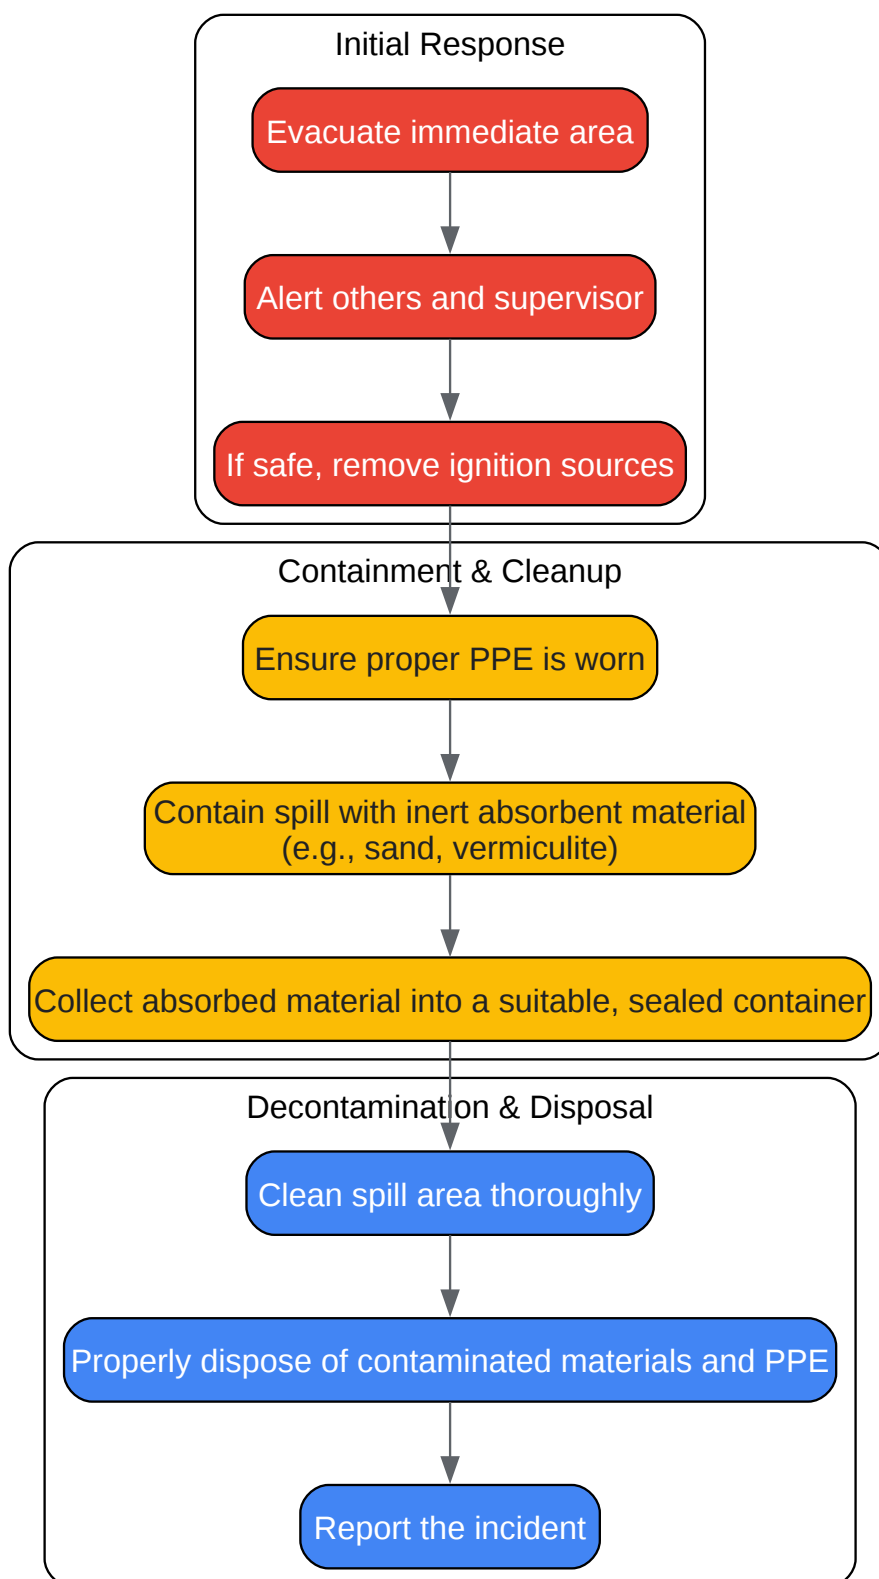 Initial Response
Evacuate immediate area
Alert others and supervisor
If safe, remove ignition sources
Containment & Cleanup
Ensure proper PPE is worn
Contain spill with inert absorbent material
(e.g., sand, vermiculite)
Collect absorbed material into a suitable, sealed container
Decontamination & Disposal
Clean spill area thoroughly
Properly dispose of contaminated materials and PPE
Report the incident